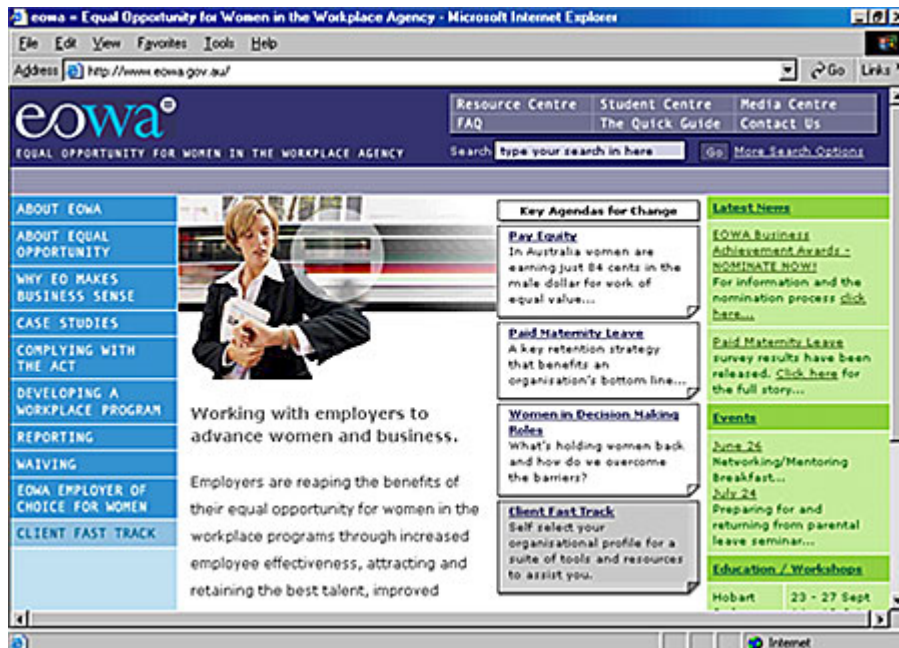 eowa - Equal Opportunity for Women in the Workplace Agency - Microsoft Internet Explorer
File Edit View Favorites Tools Help
Address http://www.eowa.gov.au/ Go Links
eowa
EQUAL OPPORTUNITY FOR WOMEN IN THE WORKPLACE AGENCY
Resource Centre Student Centre Media Centre
FAQ The Quick Guide Contact Us
Search type your search in here Go More Search Options
ABOUT EOWA
ABOUT EQUAL
OPPORTUNITY
WHY EO MAKES
BUSINESS SENSE
CASE STUDIES
COMPLYING WITH
THE ACT
DEVELOPING A
WORKPLACE PROGRAM
REPORTING
WAIVING
EOWA EMPLOYER OF
CHOICE FOR WOMEN
CLIENT FAST TRACK
Working with employers to
advance women and business.
Employers are reaping the benefits of
their equal opportunity for women in the
workplace programs through increased
employee effectiveness, attracting and
retaining the best talent, improved
Key Agendas for Change
Pay Equity
In Australia women are
earning just 84 cents in the
male dollar for work of
equal value...
Paid Maternity Leave
A key retention strategy
that benefits an
organisation's bottom line...
Women in Decision Making
Roles
What's holding women back
and how do we overcome
the barriers?
Client Fast Track
Self select your
organisational profile for a
suite of tools and resources
to assist you.
Latest News
EOWA Business
Achievement Awards -
NOMINATE NOW!
For information and the
nomination process click
here...
Paid Maternity Leave
survey results have been
released. Click here for
the full story...
Events
June 26
Networking/Mentoring
Breakfast...
July 24
Preparing for and
returning from parental
leave seminar...
Education / Workshops
Hobart 23 - 27 Sept
Internet